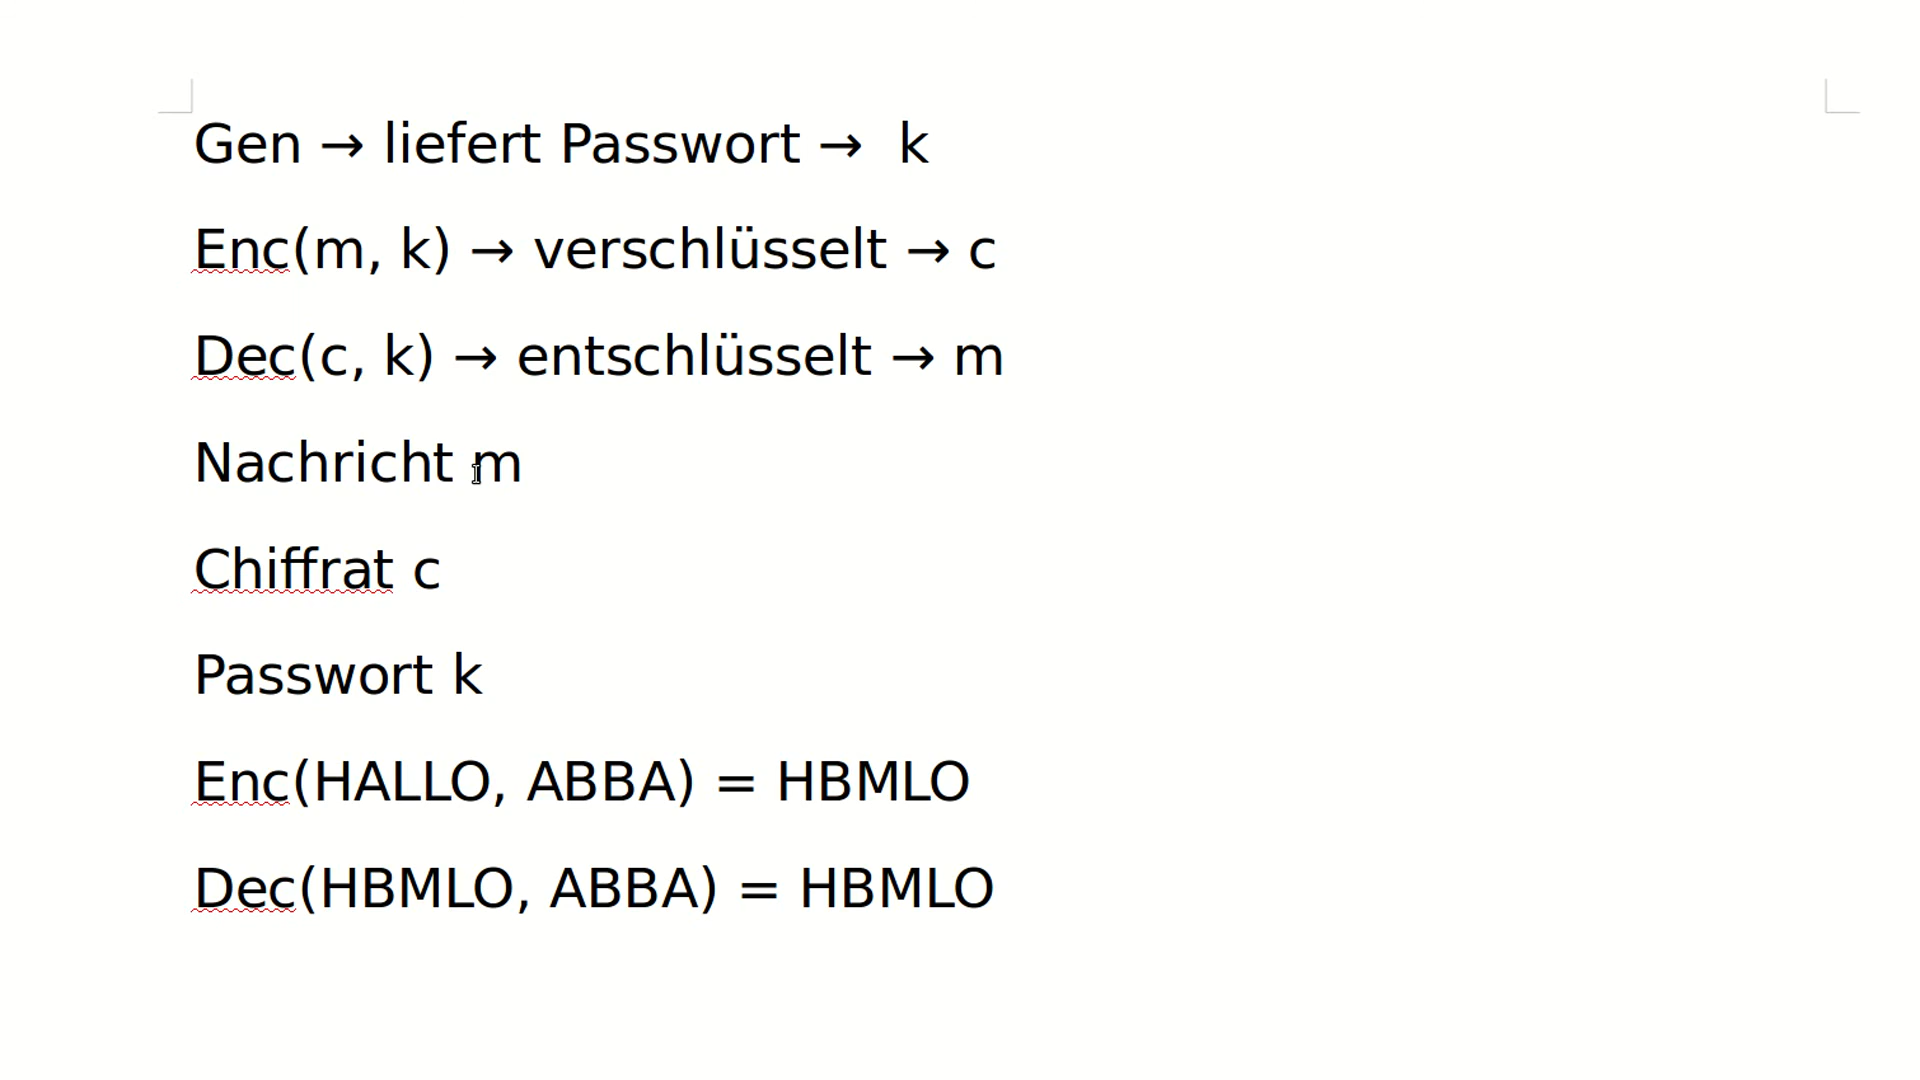 Gen → liefert Passwort → k
Enc(m, k) → verschlüsselt → c
Dec(c, k) → entschlüsselt → m
Nachricht m
Chiffrat c
Passwort k
Enc(HALLO, ABBA) = HBMLO
Dec(HBMLO, ABBA) = HBMLO